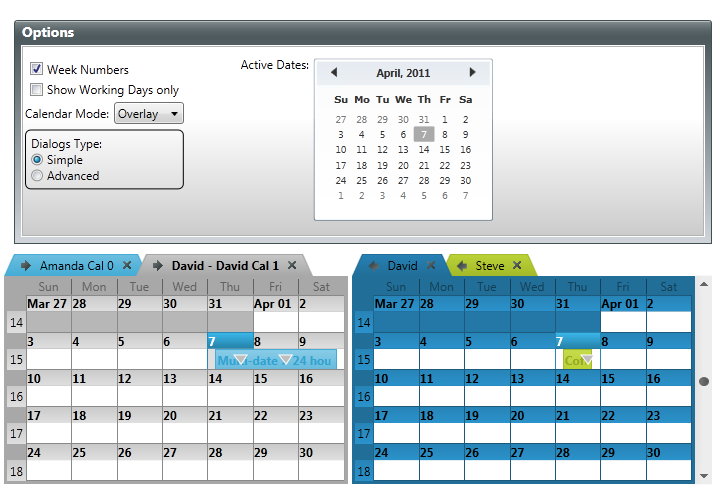 Options
Week Numbers
Show Working Days only
Calendar Mode: Overlay
Dialogs Type:
Simple
Advanced
Active Dates:
April, 2011
Su Mo Tu We Th Fr Sa
27 28 29 30 31 1 2
3 4 5 6 7 8 9
10 11 12 13 14 15 16
17 18 19 20 21 22 23
24 25 26 27 28 29 30
1 2 3 4 5 6 7
Amanda Cal 0
David - David Cal 1
Sun Mon Tue Wed Thu Fri Sat
Mar 27 28 29 30 31 Apr 01 2
14
3 4 5 6 7 8 9
15
24 hou
10 11 12 13 14 15 16
16
17 18 19 20 21 22 23
17
24 25 26 27 28 29 30
18
David
Steve
Sun Mon Tue Wed Thu Fri Sat
Mar 27 28 29 30 31 Apr 01 2
14
3 4 5 6 7 8 9
15
10 11 12 13 14 15 16
16
17 18 19 20 21 22 23
17
24 25 26 27 28 29 30
18